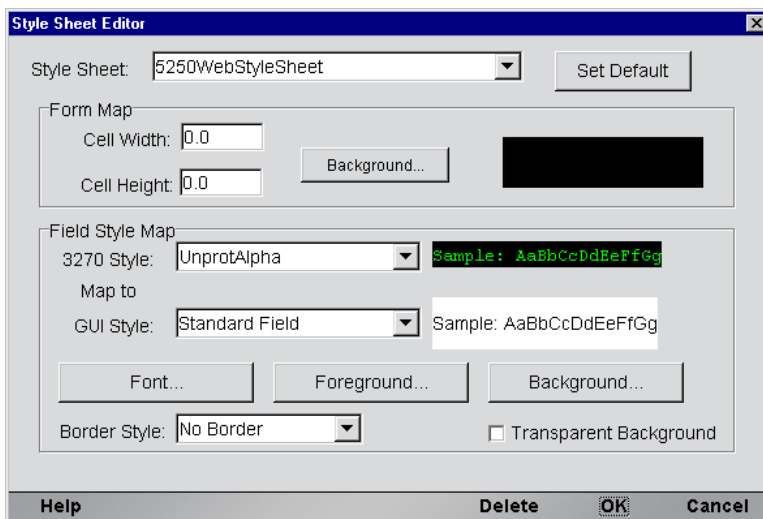 Style Sheet Editor
Style Sheet: 5250WebStyleSheet Set Default
Form Map
Cell Width: 0.0
Background...
Cell Height: 0.0
Field Style Map
3270 Style: UnprotAlpha Sample: AaBbCcDdEeFfGg
Map to
GUI Style: Standard Field Sample: AaBbCcDdEeFfGg
Font... Foreground... Background...
Border Style: No Border Transparent Background
Help Delete OK Cancel